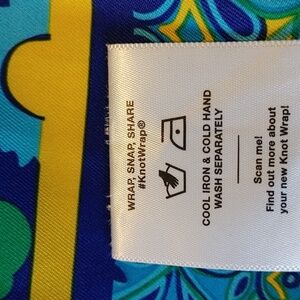 WRAP, SNAP, SHARE
#KnotWrap®
COOL IRON & COLD HAND
WASH SEPARATELY
Scan me!
Find out more about
your new Knot Wrap!